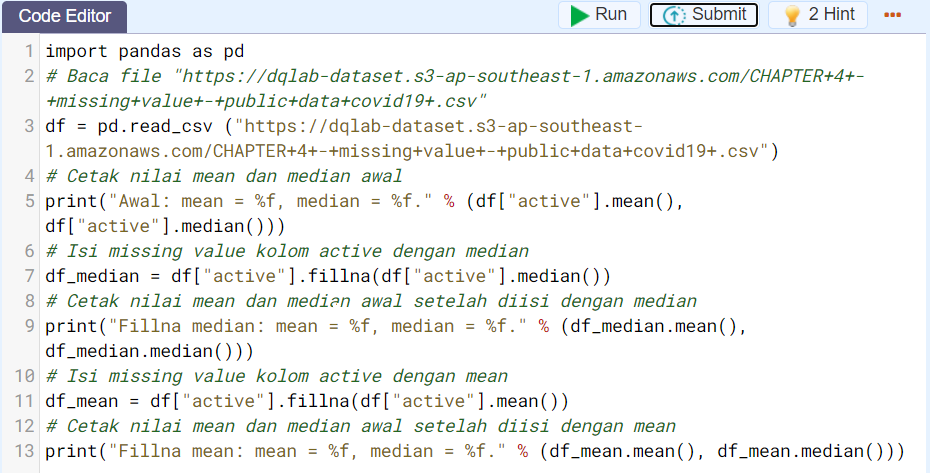 Code Editor
Run
Submit
2 Hint
1 import pandas as pd
2 # Baca file "https://dqlab-dataset.s3-ap-southeast-1.amazonaws.com/CHAPTER+4+-
+missing+value+-+public+data+covid19+.csv"
3 df = pd.read_csv ("https://dqlab-dataset.s3-ap-southeast-
1.amazonaws.com/CHAPTER+4+-+missing+value+-+public+data+covid19+.csv")
4 # Cetak nilai mean dan median awal
5 print("Awal: mean = %f, median = %f." % (df["active"].mean(),
df["active"].median()))
6 # Isi missing value kolom active dengan median
7 df_median = df["active"].fillna(df["active"].median())
8 # Cetak nilai mean dan median awal setelah diisi dengan median
9 print("Fillna median: mean = %f, median = %f." % (df_median.mean(),
df_median.median()))
10 # Isi missing value kolom active dengan mean
11 df_mean = df["active"].fillna(df["active"].mean())
12 # Cetak nilai mean dan median awal setelah diisi dengan mean
13 print("Fillna mean: mean = %f, median = %f." % (df_mean.mean(), df_mean.median()))